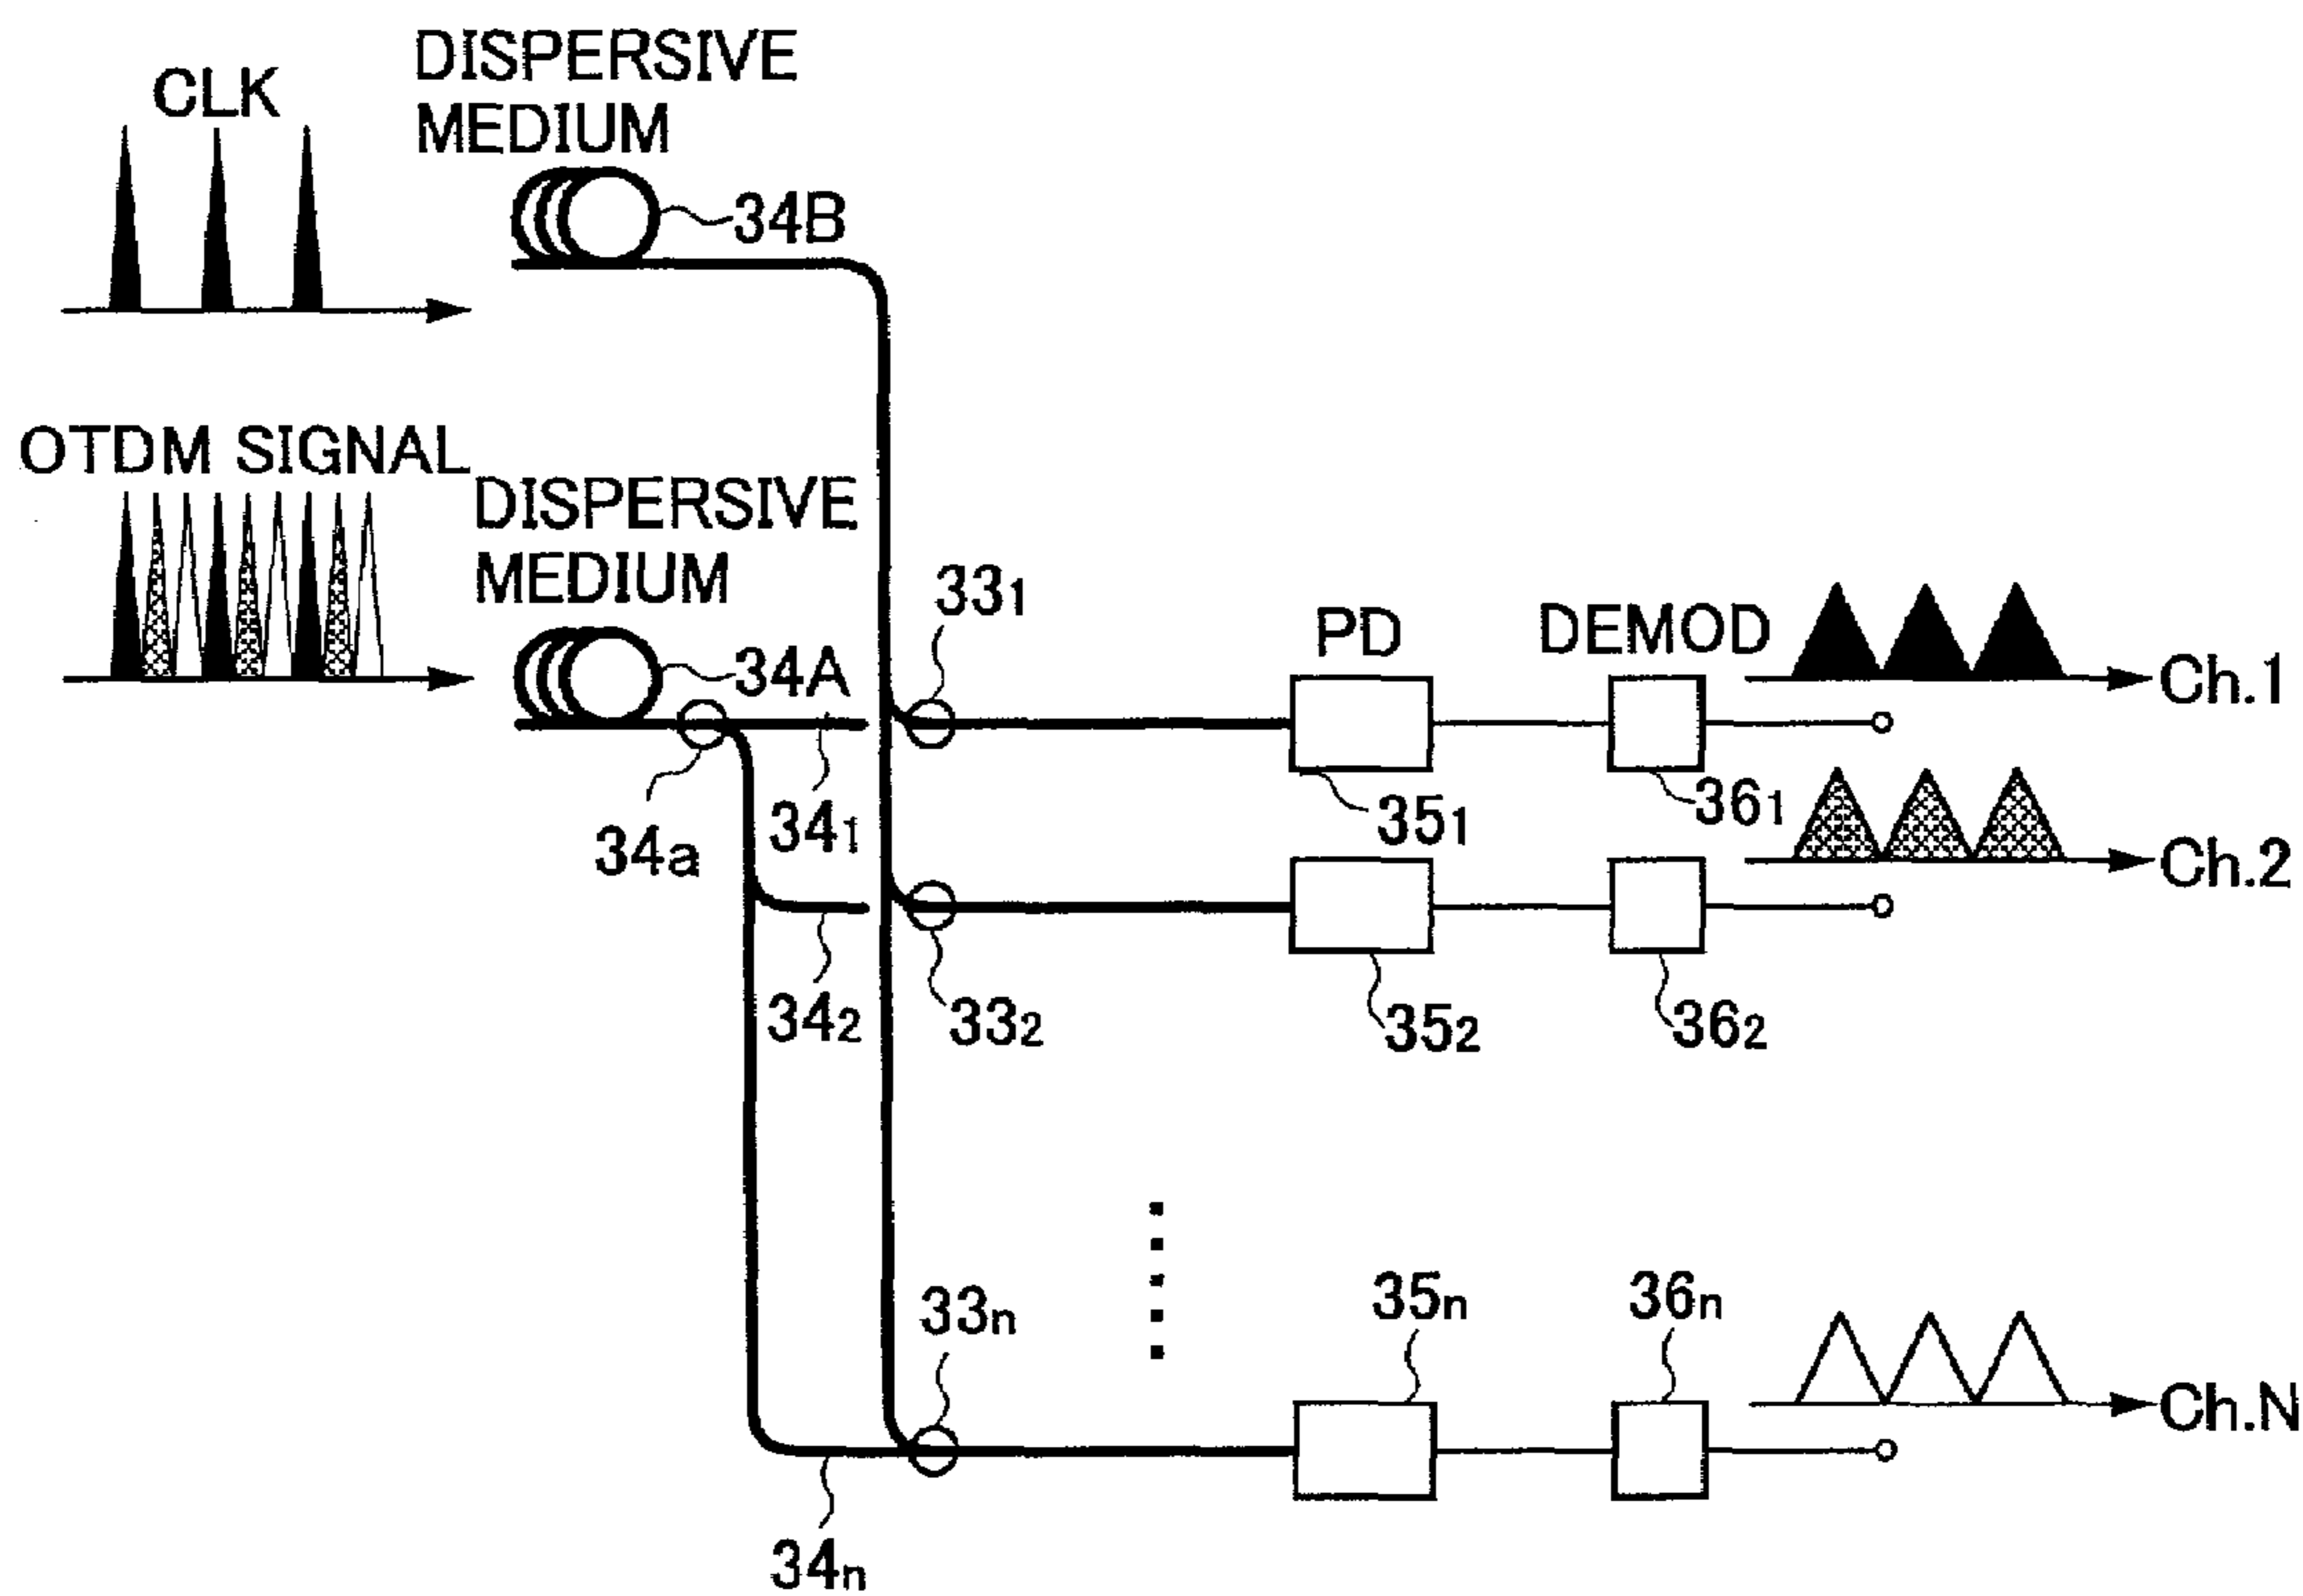 CLK
DISPERSIVE
MEDIUM
34B
OTDM SIGNAL
DISPERSIVE
MEDIUM
34A
33₁
PD
DEMOD
Ch.1
34a
34₁
35₁
36₁
Ch.2
34₂
33₂
35₂
36₂
33n
35n
36n
Ch.N
34n